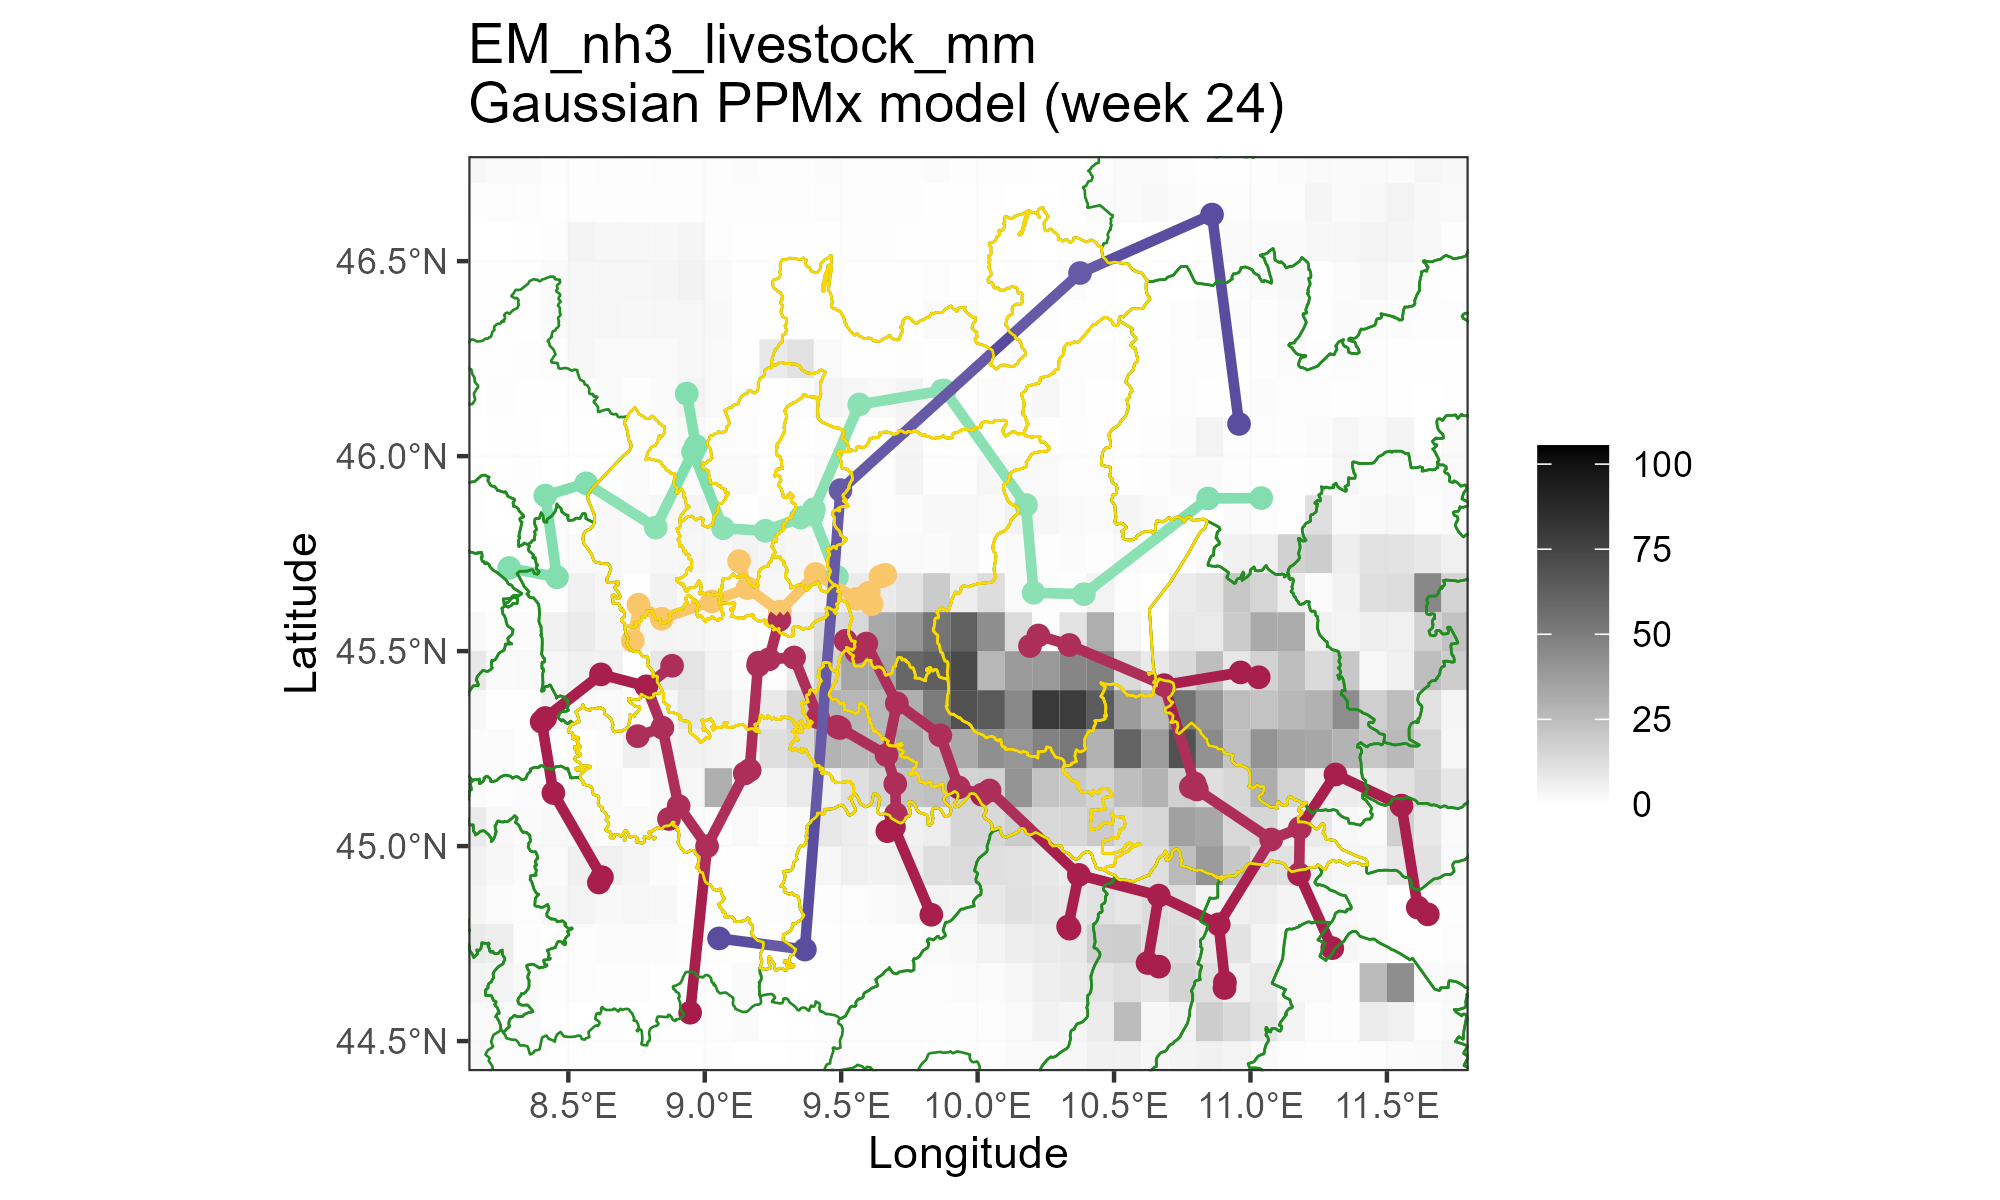 EM_nh3_livestock_mm
Gaussian PPMx model (week 24)
46.5°N
46.0°N
45.5°N
45.0°N
44.5°N
Latitude
8.5°E
9.0°E
9.5°E
10.0°E
10.5°E
11.0°E
11.5°E
Longitude
100
75
50
25
0